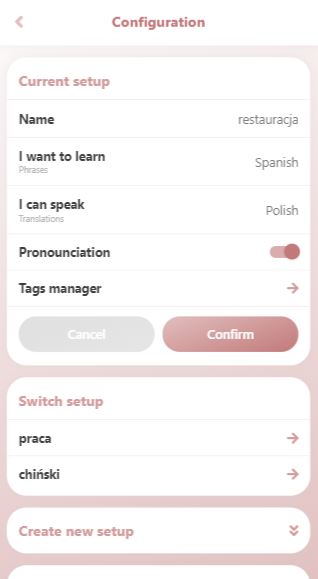 Configuration
Current setup
Name
restauracja
I want to learn
Phrases
Spanish
I can speak
Translations
Polish
Pronounciation
Tags manager
Cancel
Confirm
Switch setup
praca
chiński
Create new setup